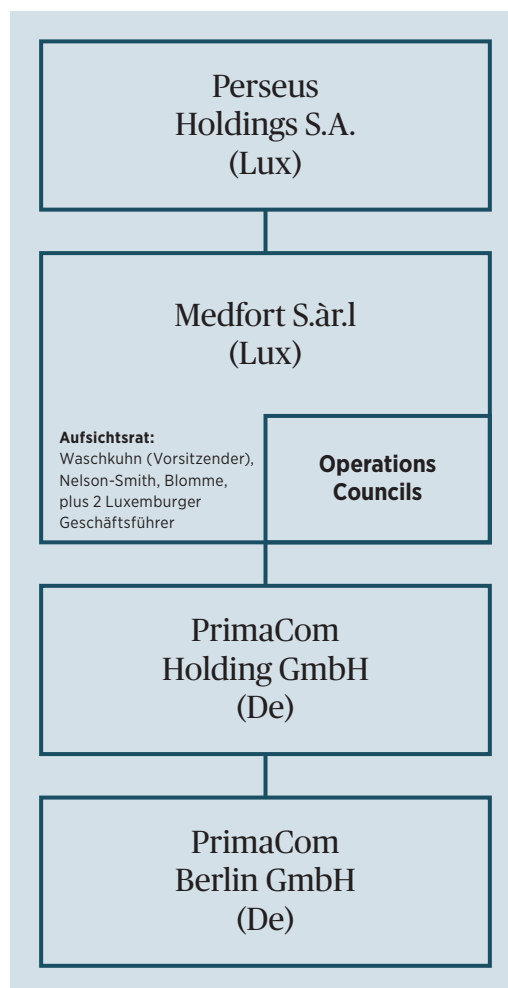 Perseus
Holdings S.A.
(Lux)
Medfort S.àr.l
(Lux)
Aufsichtsrat:
Waschkuhn (Vorsitzender),
Nelson-Smith, Blomme,
plus 2 Luxemburger
Geschäftsführer
Operations
Councils
PrimaCom
Holding GmbH
(De)
PrimaCom
Berlin GmbH
(De)